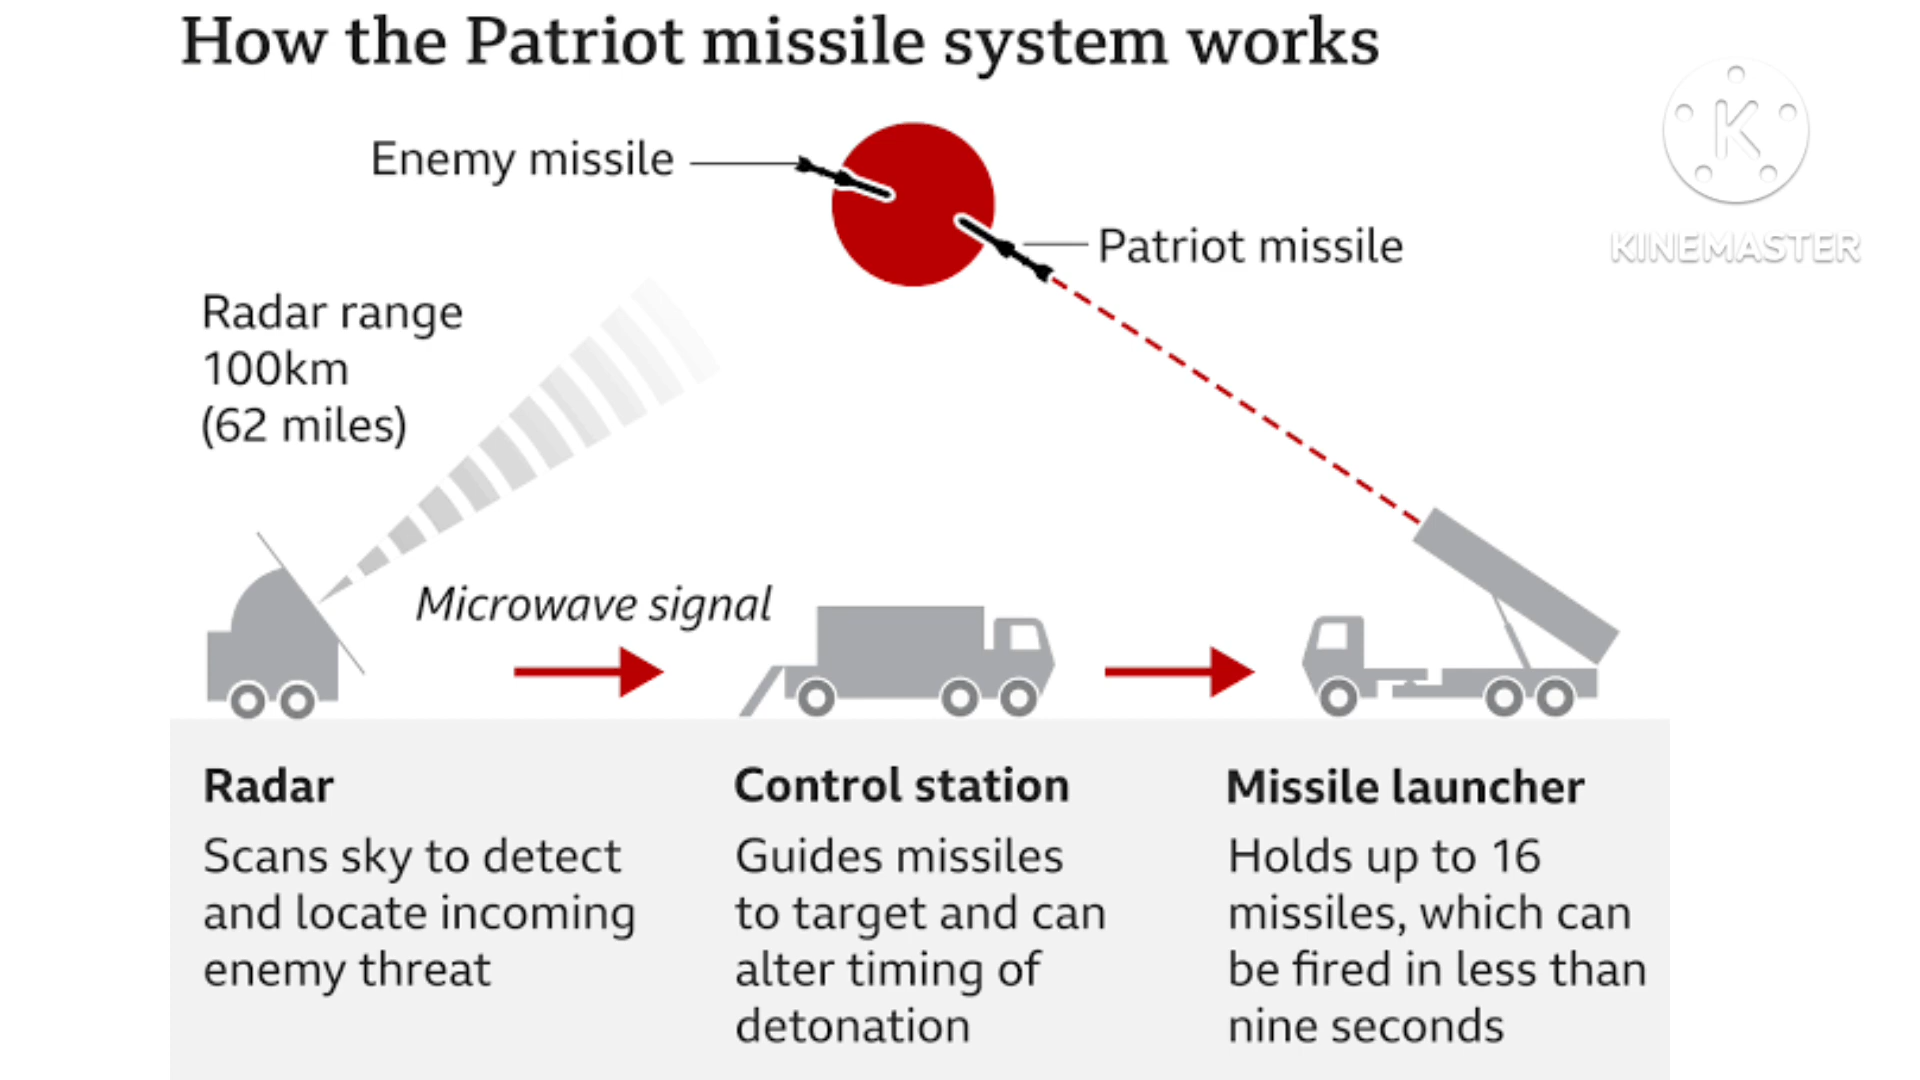 How the Patriot missile system works
Enemy missile
Patriot missile
K
KINEMASTER
Radar range
100km
(62 miles)
Microwave signal
Radar
Scans sky to detect
and locate incoming
enemy threat
Control station
Guides missiles
to target and can
alter timing of
detonation
Missile launcher
Holds up to 16
missiles, which can
be fired in less than
nine seconds